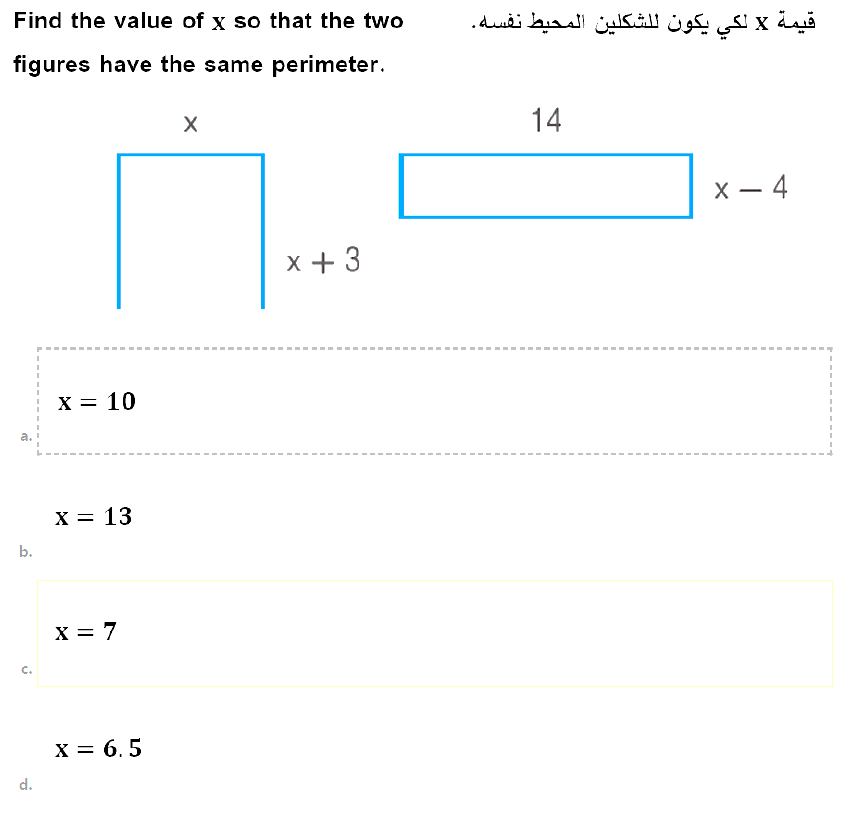 Find the value of x so that the two
figures have the same perimeter.
قيمة x لكي يكون للشكلين المحيط نفسه.
x
14
x − 4
x + 3
x = 10
a.
x = 13
b.
x = 7
c.
x = 6.5
d.